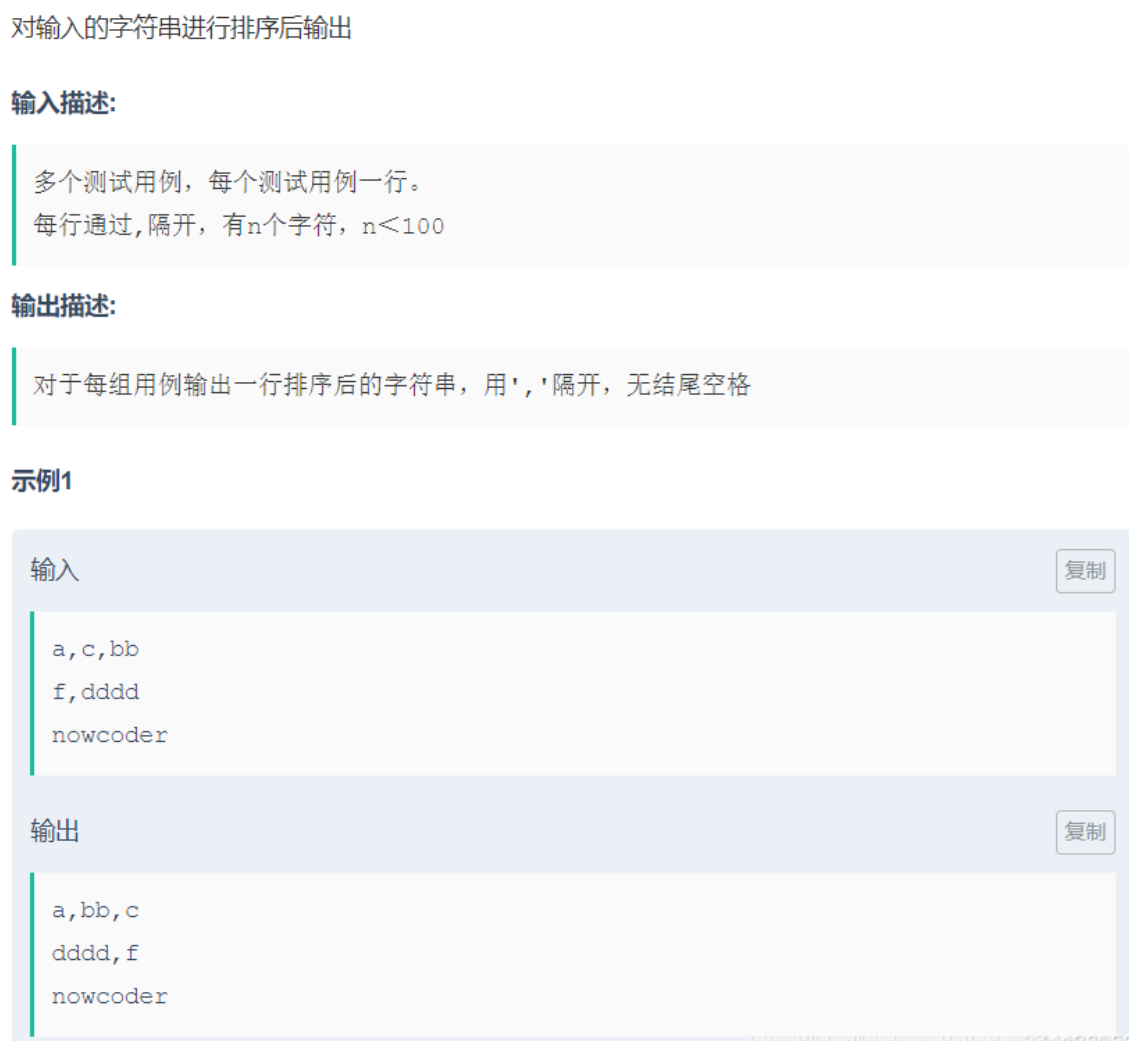 对输入的字符串进行排序后输出
输入描述:
多个测试用例，每个测试用例一行。
每行通过,隔开，有n个字符，n＜100
输出描述:
对于每组用例输出一行排序后的字符串，用','隔开，无结尾空格
示例1
输入
复制
a,c,bb
f,dddd
nowcoder
输出
复制
a,bb,c
dddd,f
nowcoder